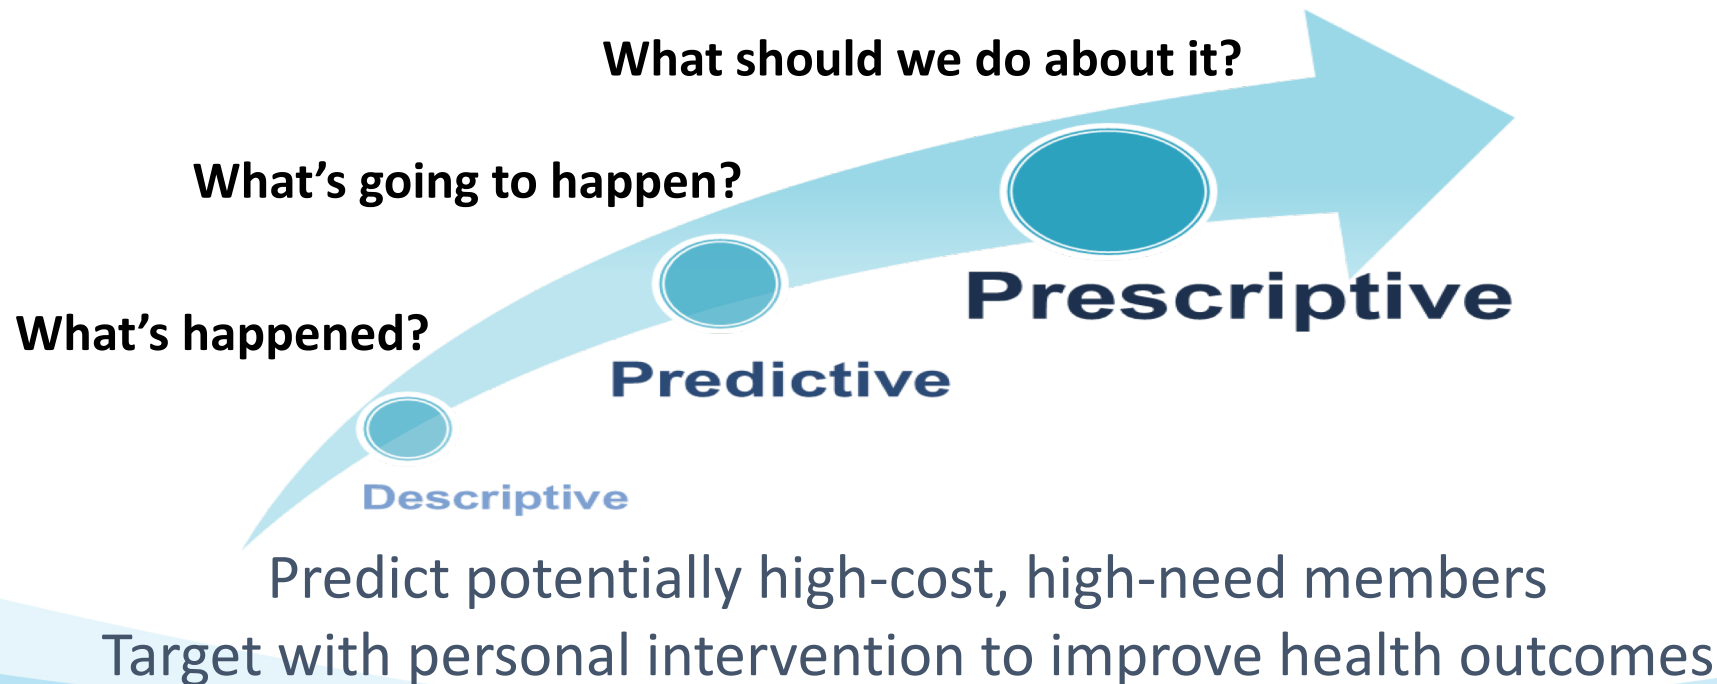 What should we do about it?
What’s going to happen?
Prescriptive
What’s happened?
Predictive
Descriptive
Predict potentially high-cost, high-need members
Target with personal intervention to improve health outcomes